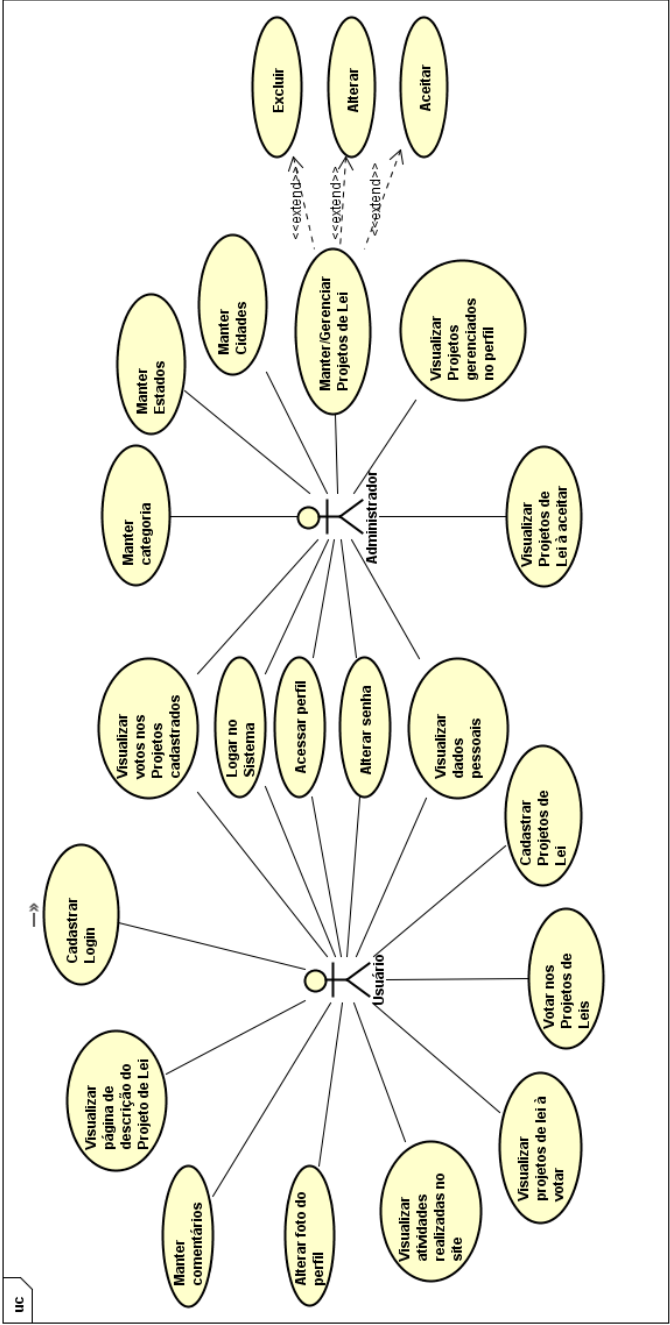 uc
Manter
comentários
Visualizar
página de
descrição do
Projeto de Lei
Cadastrar
Login
Alterar foto do
perfil
Visualizar
atividades
realizadas no
site
Visualizar
projetos de lei à
votar
Votar nos
Projetos de
Leis
Cadastrar
Projetos de
Lei
Usuário
Visualizar
votos nos
Projetos
cadastrados
Logar no
Sistema
Acessar perfil
Alterar senha
Visualizar
dados
pessoais
Administrador
Manter
categoria
Manter
Estados
Manter
Cidades
Manter/Gerenciar
Projetos de Lei
Visualizar
Projetos
gerenciados
no perfil
Visualizar
Projetos de
Lei à aceitar
<<extend>>
<<extend>>
<<extend>>
Excluir
Alterar
Aceitar